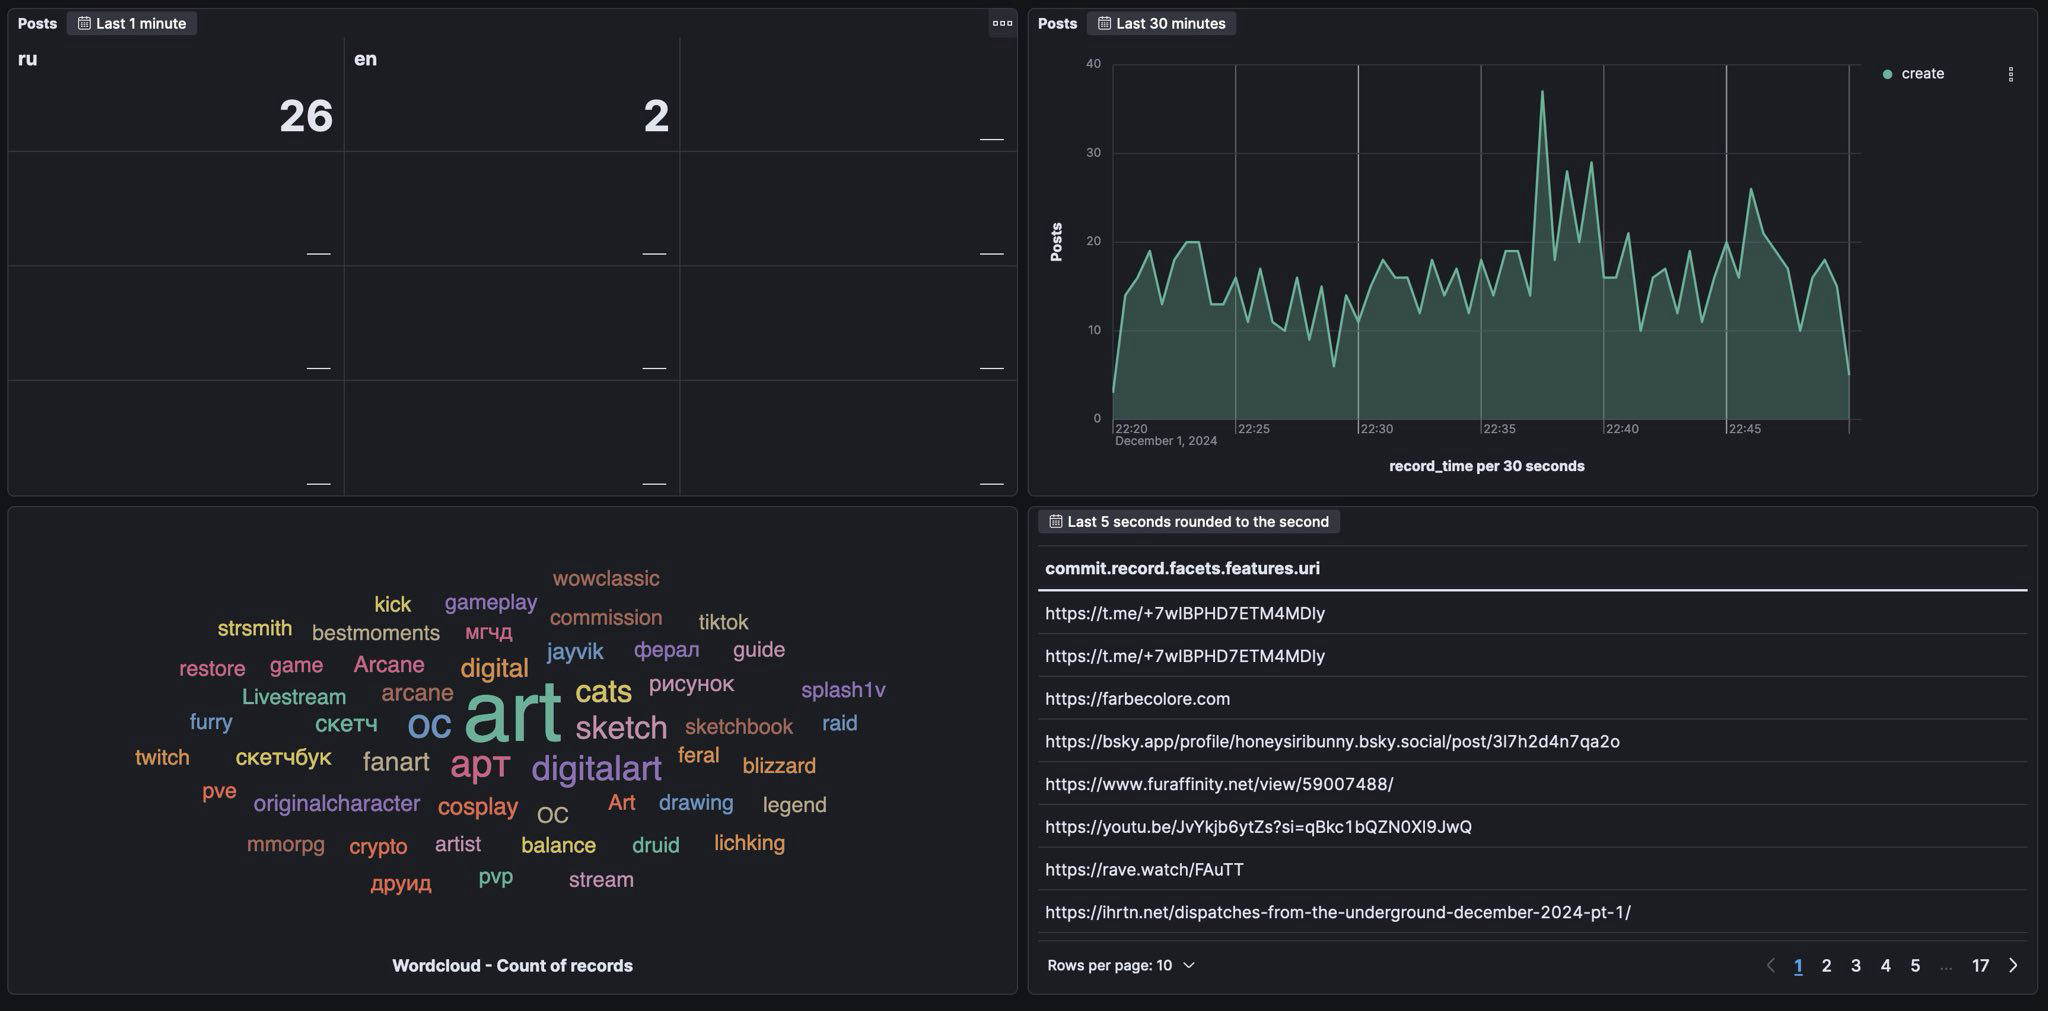 Posts Last 1 minute
ru
26
en
2
Posts Last 30 minutes
40
30
20
10
0
Posts
22:20 22:25 22:30 22:35 22:40 22:45
December 1, 2024
record_time per 30 seconds
create
wowclassic
kick gameplay
strsmith bestmoments мгчд commission tiktok
restore game Arcane digital jayvik ферал guide
Livestream arcane art cats рисунок splash1v
furry скетч oc sketch sketchbook raid
twitch скетчбук fanart арт digitalart feral blizzard
pve originalcharacter cosplay OC Art drawing legend
mmorpg crypto artist balance druid lichking
друид pvp stream
Wordcloud - Count of records
Last 5 seconds rounded to the second
commit.record.facets.features.uri
https://t.me/+7wIBPHD7ETM4MDIy
https://t.me/+7wIBPHD7ETM4MDIy
https://farbecolore.com
https://bsky.app/profile/honeysiribunny.bsky.social/post/3l7h2d4n7qa2o
https://www.furaffinity.net/view/59007488/
https://youtu.be/JvYkjb6ytZs?si=qBkc1bQZN0Xl9JwQ
https://rave.watch/FAuTT
https://ihrtn.net/dispatches-from-the-underground-december-2024-pt-1/
Rows per page: 10
1 2 3 4 5 ... 17